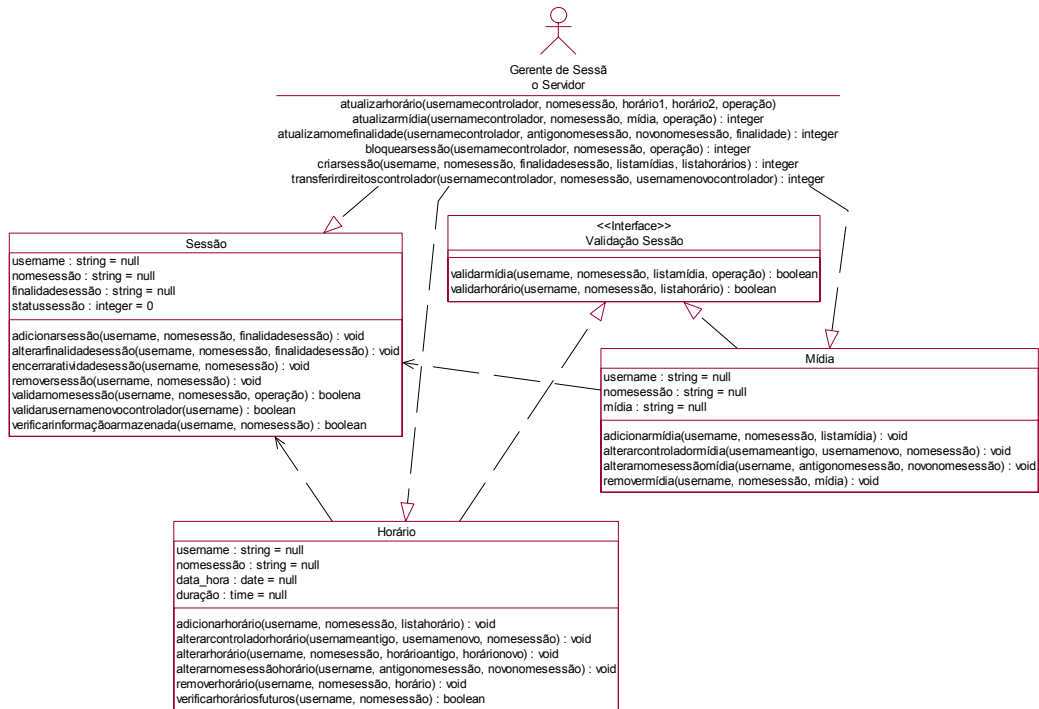 Gerente de Sessã
o Servidor
atualizarhorário(usernamecontrolador, nomesessão, horário1, horário2, operação)
atualizarmídia(usernamecontrolador, nomesessão, mídia, operação) : integer
atualizarnomefinalidade(usernamecontrolador, antigonomesessão, novonomesessão, finalidade) : integer
bloquearsessão(usernamecontrolador, nomesessão, operação) : integer
criarsessão(username, nomesessão, finalidadesessão, listamídias, listahorários) : integer
transferirdireitoscontrolador(usernamecontrolador, nomesessão, usernamenovocontrolador) : integer
<<Interface>>
Validação Sessão
validarmídia(username, nomesessão, listamídia, operação) : boolean
validarhorário(username, nomesessão, listahorário) : boolean
Sessão
username : string = null
nomesessão : string = null
finalidadesessão : string = null
statussessão : integer = 0
adicionarsessão(username, nomesessão, finalidadesessão) : void
alterarfinalidadesessão(username, nomesessão, finalidadesessão) : void
encerraratividadesessão(username, nomesessão) : void
removersessão(username, nomesessão) : void
validarnomesessão(username, nomesessão, operação) : boolena
validarusernamenovocontrolador(username) : boolean
verificarinformaçãoarmazenada(username, nomesessão) : boolean
Mídia
username : string = null
nomesessão : string = null
mídia : string = null
adicionarmídia(username, nomesessão, listamídia) : void
alterarcontroladormídia(usernameantigo, usernamenovo, nomesessão) : void
alterarnomesessãomídia(username, antigonomesessão, novonomesessão) : void
removermídia(username, nomesessão, mídia) : void
Horário
username : string = null
nomesessão : string = null
data_hora : date = null
duração : time = null
adicionarhorário(username, nomesessão, listahorário) : void
alterarcontroladorhorário(usernameantigo, usernamenovo, nomesessão) : void
alterarhorário(username, nomesessão, horárioantigo, horárionovo) : void
alterarnomesessãohorário(username, antigonomesessão, novonomesessão) : void
removerhorário(username, nomesessão, horário) : void
verificarhoráriosfuturos(username, nomesessão) : boolean